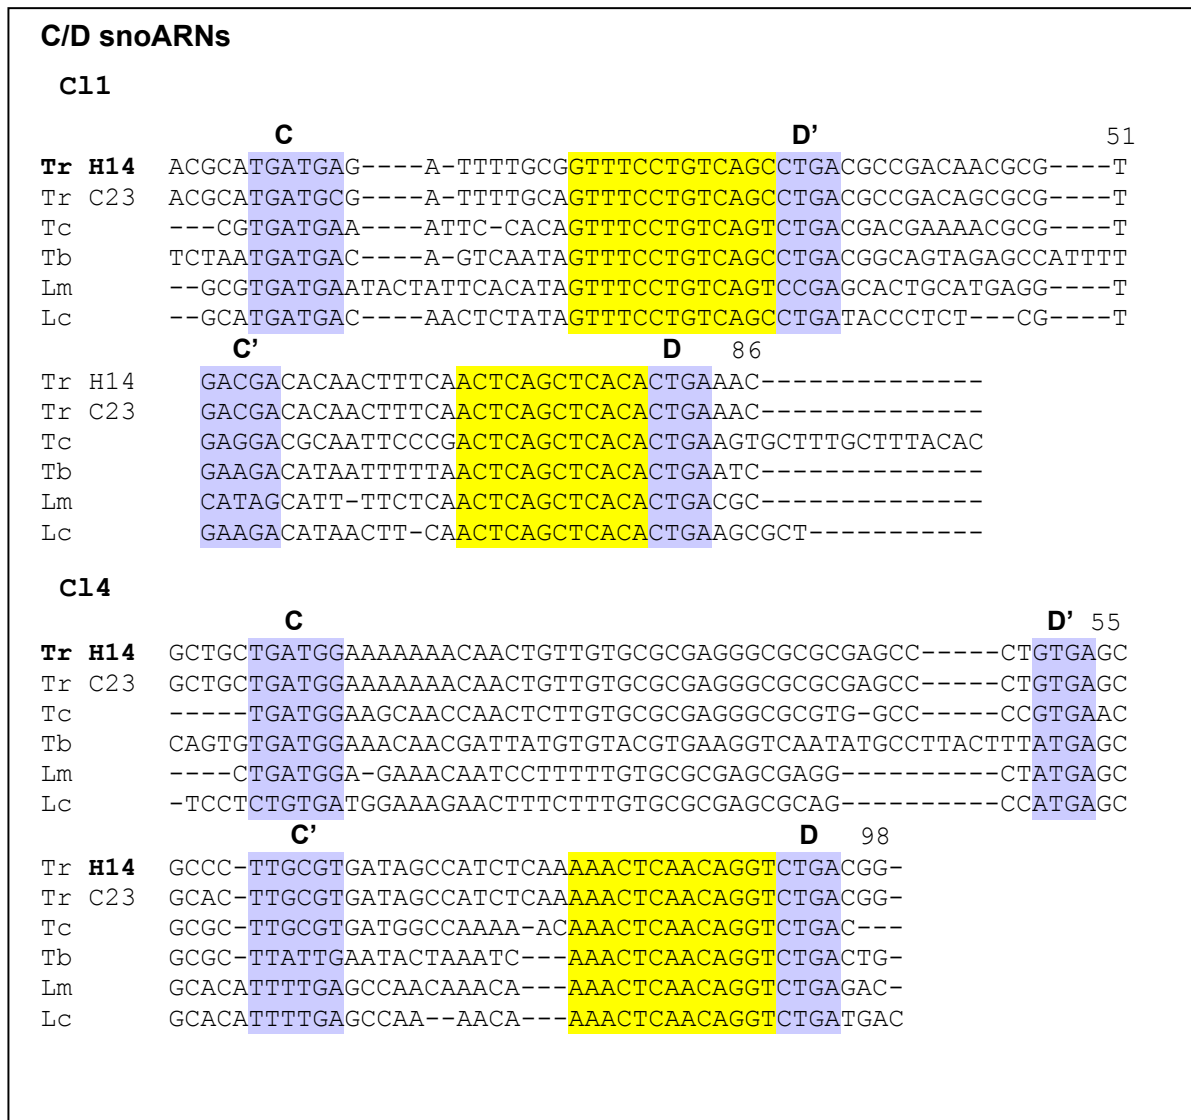 C/D snoARNs
Cl1
C D' 51
Tr H14 ACGCATGATGAG----A-TTTTGCGGTTTCCTGTCAGCCTGACGCCGACAACGCG----T
Tr C23 ACGCATGATGCG----A-TTTTGCAGTTTCCTGTCAGCCTGACGCCGACAGCGCG----T
Tc ---CGTGATGAA----ATTC-CACAGTTTCCTGTCAGTCTGACGACGAAAACGCG----T
Tb TCTAATGATGAC----A-GTCAATAGTTTCCTGTCAGCCTGACGGCAGTAGAGCCATTTT
Lm --GCGTGATGAATACTATTCACATAGTTTCCTGTCAGTCCGAGCACTGCATGAGG----T
Lc --GCATGATGAC----AACTCTATAGTTTCCTGTCAGCCTGATACCCTCT---CG----T
C' D 86
Tr H14 GACGACACAACTTTCAACTCAGCTCACACTGAAAC--------------
Tr C23 GACGACACAACTTTCAACTCAGCTCACACTGAAAC--------------
Tc GAGGACGCAATTCCCGACTCAGCTCACACTGAAGTGCTTTGCTTTACAC
Tb GAAGACATAATTTTTAACTCAGCTCACACTGAATC--------------
Lm CATAGCATT-TTCTCAACTCAGCTCACACTGACGC--------------
Lc GAAGACATAACTT-CAACTCAGCTCACACTGAAGCGCT-----------
Cl4
C D' 55
Tr H14 GCTGCTGATGGAAAAAAACAACTGTTGTGCGCGAGGGCGCGCGAGCC-----CTGTGAGC
Tr C23 GCTGCTGATGGAAAAAAACAACTGTTGTGCGCGAGGGCGCGCGAGCC-----CTGTGAGC
Tc -----TGATGGAAGCAACCAACTCTTGTGCGCGAGGGCGCGTG-GCC-----CCGTGAAC
Tb CAGTGTGATGGAAACAACGATTATGTGTACGTGAAGGTCAATATGCCTTACTTTATGAGC
Lm ----CTGATGGA-GAAACAATCCTTTTTGTGCGCGAGCGAGG----------CTATGAGC
Lc -TCCTCTGTGATGGAAAGAACTTTCTTTGTGCGCGAGCGCAG----------CCATGAGC
C' D 98
Tr H14 GCCC-TTGCGTGATAGCCATCTCAAAAACTCAACAGGTCTGACGG-
Tr C23 GCAC-TTGCGTGATAGCCATCTCAAAAACTCAACAGGTCTGACGG-
Tc GCGC-TTGCGTGATGGCCAAAA-ACAAACTCAACAGGTCTGAC---
Tb GCGC-TTATTGAATACTAAATC---AAACTCAACAGGTCTGACTG-
Lm GCACATTTTGAGCCAACAAACA---AAACTCAACAGGTCTGAGAC-
Lc GCACATTTTGAGCCAA--AACA---AAACTCAACAGGTCTGATGAC